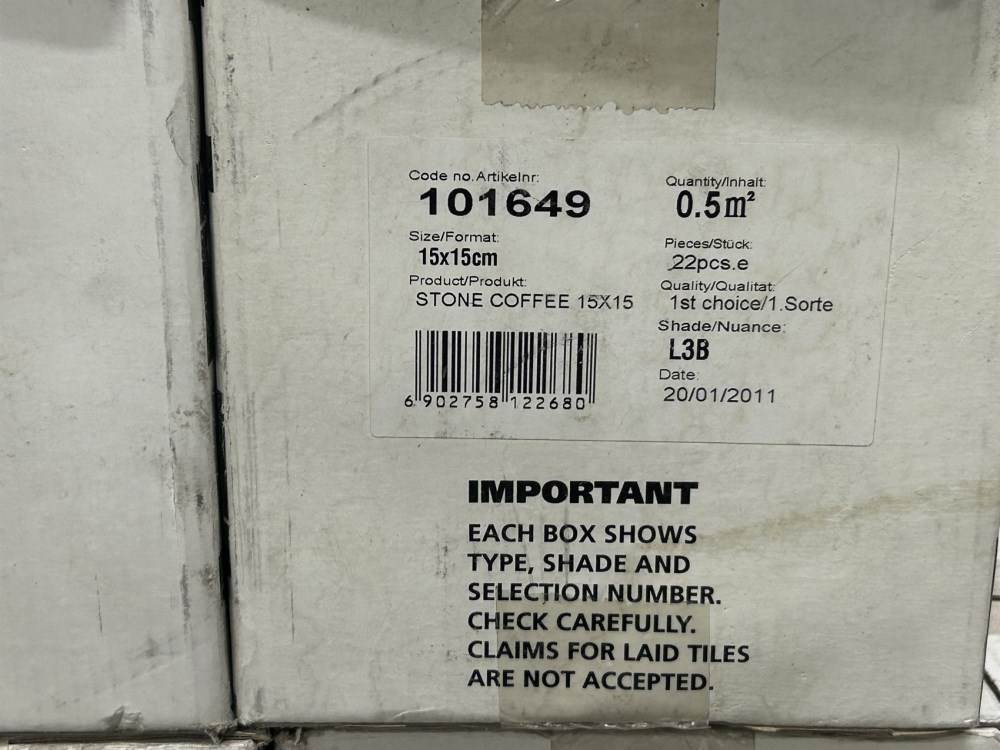 Code no.Artikelnr:
101649
Size/Format:
15x15cm
Product/Produkt:
STONE COFFEE 15X15
6 902758 122680
Quantity/Inhalt:
0.5m²
Pieces/Stück:
22pcs.e
Quality/Qualitat:
1st choice/1.Sorte
Shade/Nuance:
L3B
Date:
20/01/2011
IMPORTANT
EACH BOX SHOWS
TYPE, SHADE AND
SELECTION NUMBER.
CHECK CAREFULLY.
CLAIMS FOR LAID TILES
ARE NOT ACCEPTED.